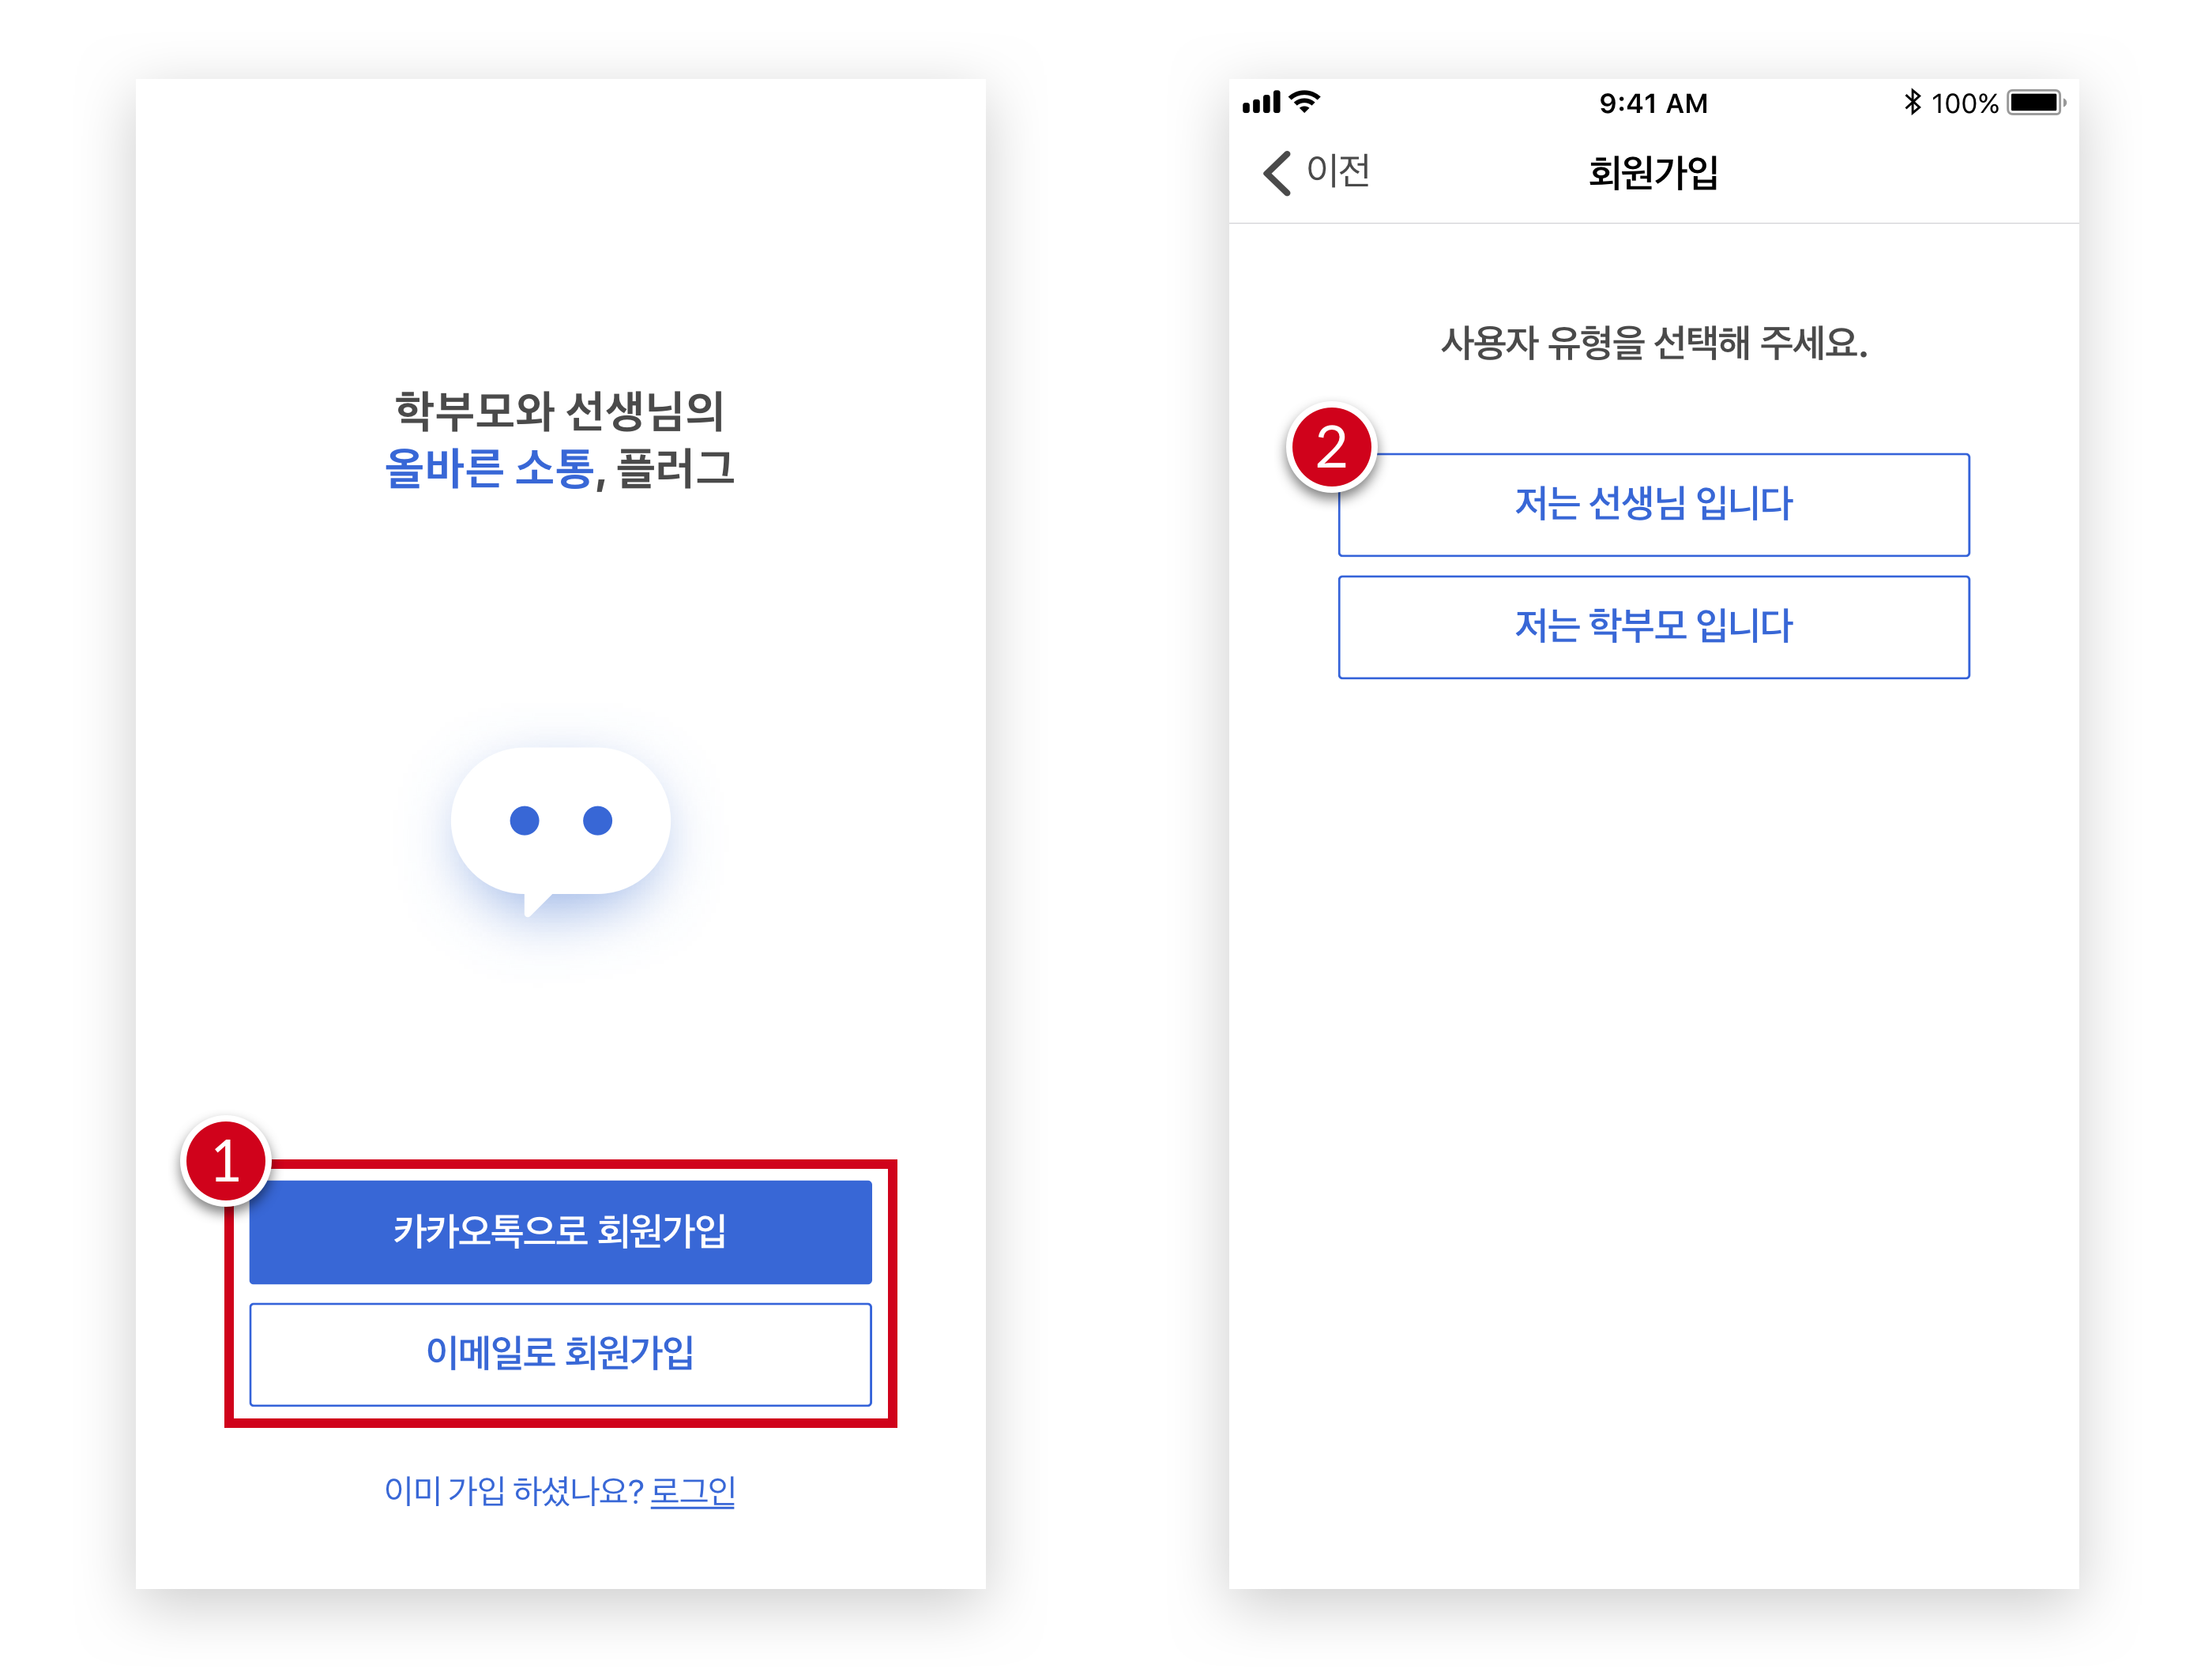 학부모와 선생님의
올바른 소통, 플러그
1
카카오톡으로 회원가입
이메일로 회원가입
이미 가입 하셨나요? 로그인
9:41 AM
100%
이전
회원가입
사용자 유형을 선택해 주세요.
2
저는 선생님 입니다
저는 학부모 입니다